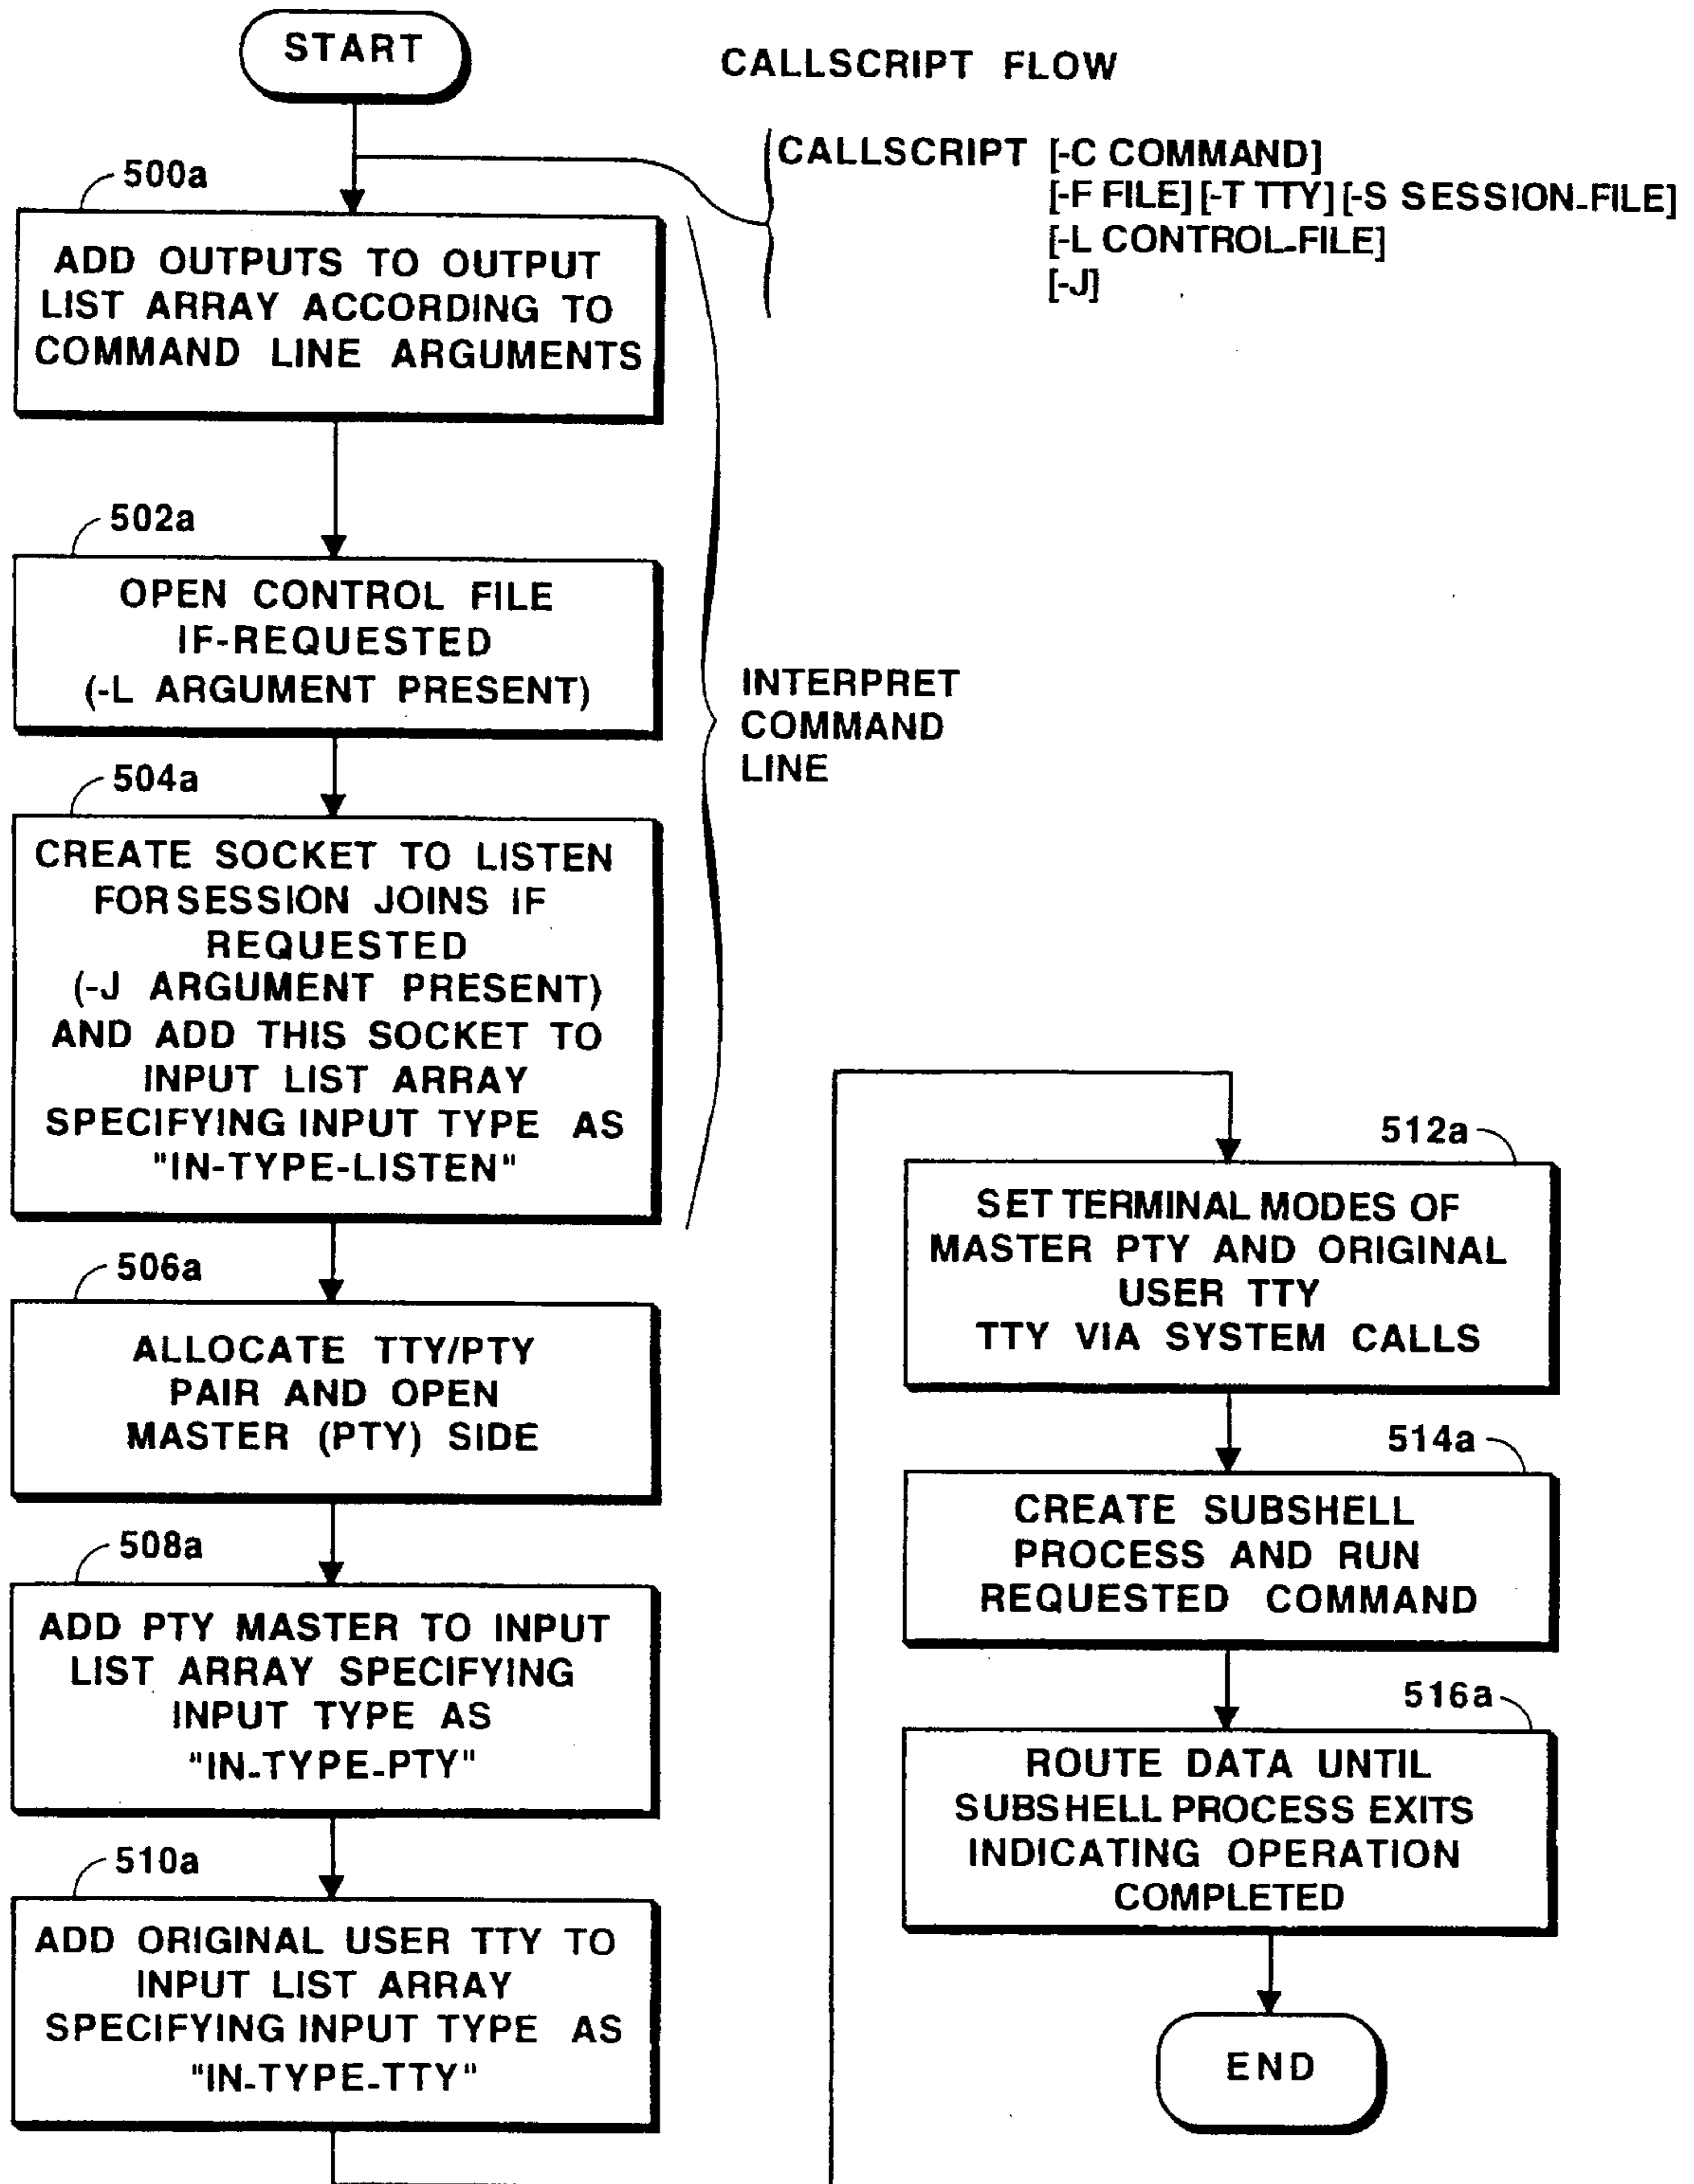 START
CALLSCRIPT FLOW
CALLSCRIPT [-C COMMAND]
[-F FILE] [-T TTY] [-S SESSION-FILE]
[-L CONTROL-FILE]
[-J]
500a
ADD OUTPUTS TO OUTPUT
LIST ARRAY ACCORDING TO
COMMAND LINE ARGUMENTS
502a
OPEN CONTROL FILE
IF-REQUESTED
(-L ARGUMENT PRESENT)
INTERPRET
COMMAND
LINE
504a
CREATE SOCKET TO LISTEN
FOR SESSION JOINS IF
REQUESTED
(-J ARGUMENT PRESENT)
AND ADD THIS SOCKET TO
INPUT LIST ARRAY
SPECIFYING INPUT TYPE AS
"IN-TYPE-LISTEN"
506a
ALLOCATE TTY/PTY
PAIR AND OPEN
MASTER (PTY) SIDE
508a
ADD PTY MASTER TO INPUT
LIST ARRAY SPECIFYING
INPUT TYPE AS
"IN-TYPE-PTY"
510a
ADD ORIGINAL USER TTY TO
INPUT LIST ARRAY
SPECIFYING INPUT TYPE AS
"IN-TYPE-TTY"
512a
SET TERMINAL MODES OF
MASTER PTY AND ORIGINAL
USER TTY
TTY VIA SYSTEM CALLS
514a
CREATE SUBSHELL
PROCESS AND RUN
REQUESTED COMMAND
516a
ROUTE DATA UNTIL
SUBSHELL PROCESS EXITS
INDICATING OPERATION
COMPLETED
END